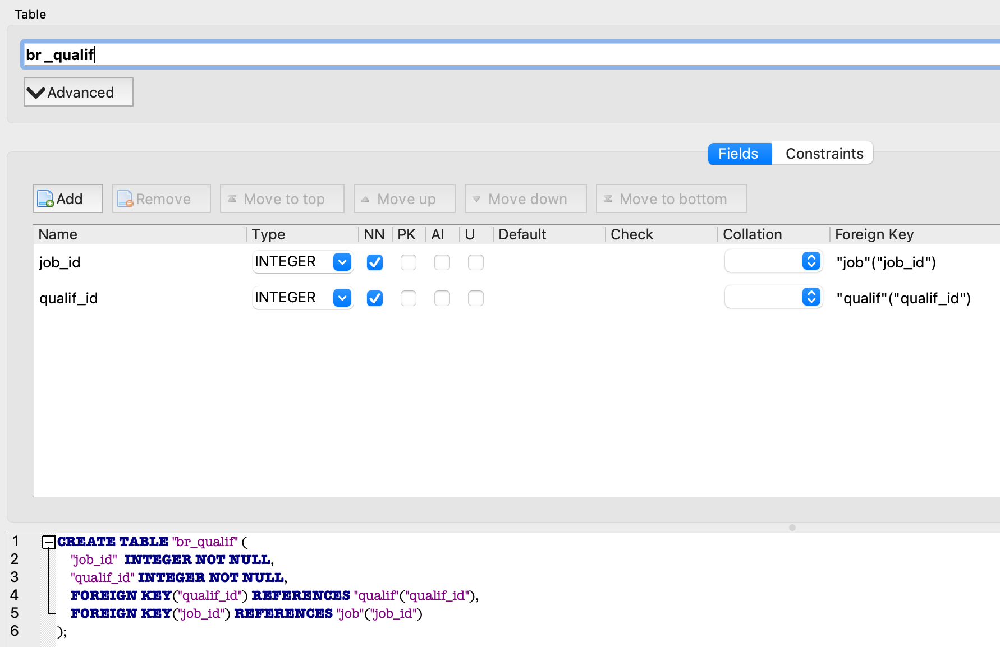 Table
br_qualif
Advanced
Fields Constraints
Add Remove Move to top Move up Move down Move to bottom
Name Type NN PK AI U Default Check Collation Foreign Key
job_id INTEGER "job"("job_id")
qualif_id INTEGER "qualif"("qualif_id")
1 CREATE TABLE "br_qualif" (
2 "job_id" INTEGER NOT NULL,
3 "qualif_id" INTEGER NOT NULL,
4 FOREIGN KEY("qualif_id") REFERENCES "qualif"("qualif_id"),
5 FOREIGN KEY("job_id") REFERENCES "job"("job_id")
6 );